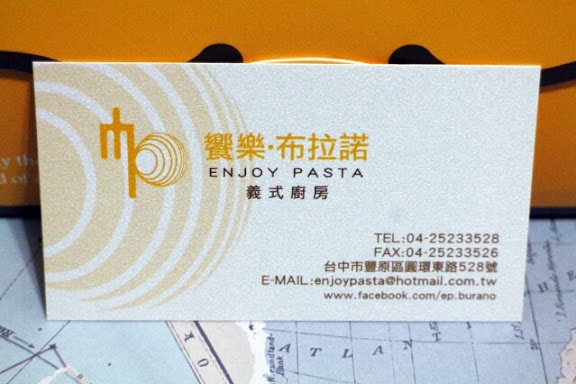 饗樂·布拉諾
ENJOY PASTA
義式廚房
TEL:04-25233528
FAX:04-25233526
台中市豐原區圓環東路528號
E-MAIL:enjoypasta@hotmail.com.tw
www.facebook.com/ep.burano
ATLAN